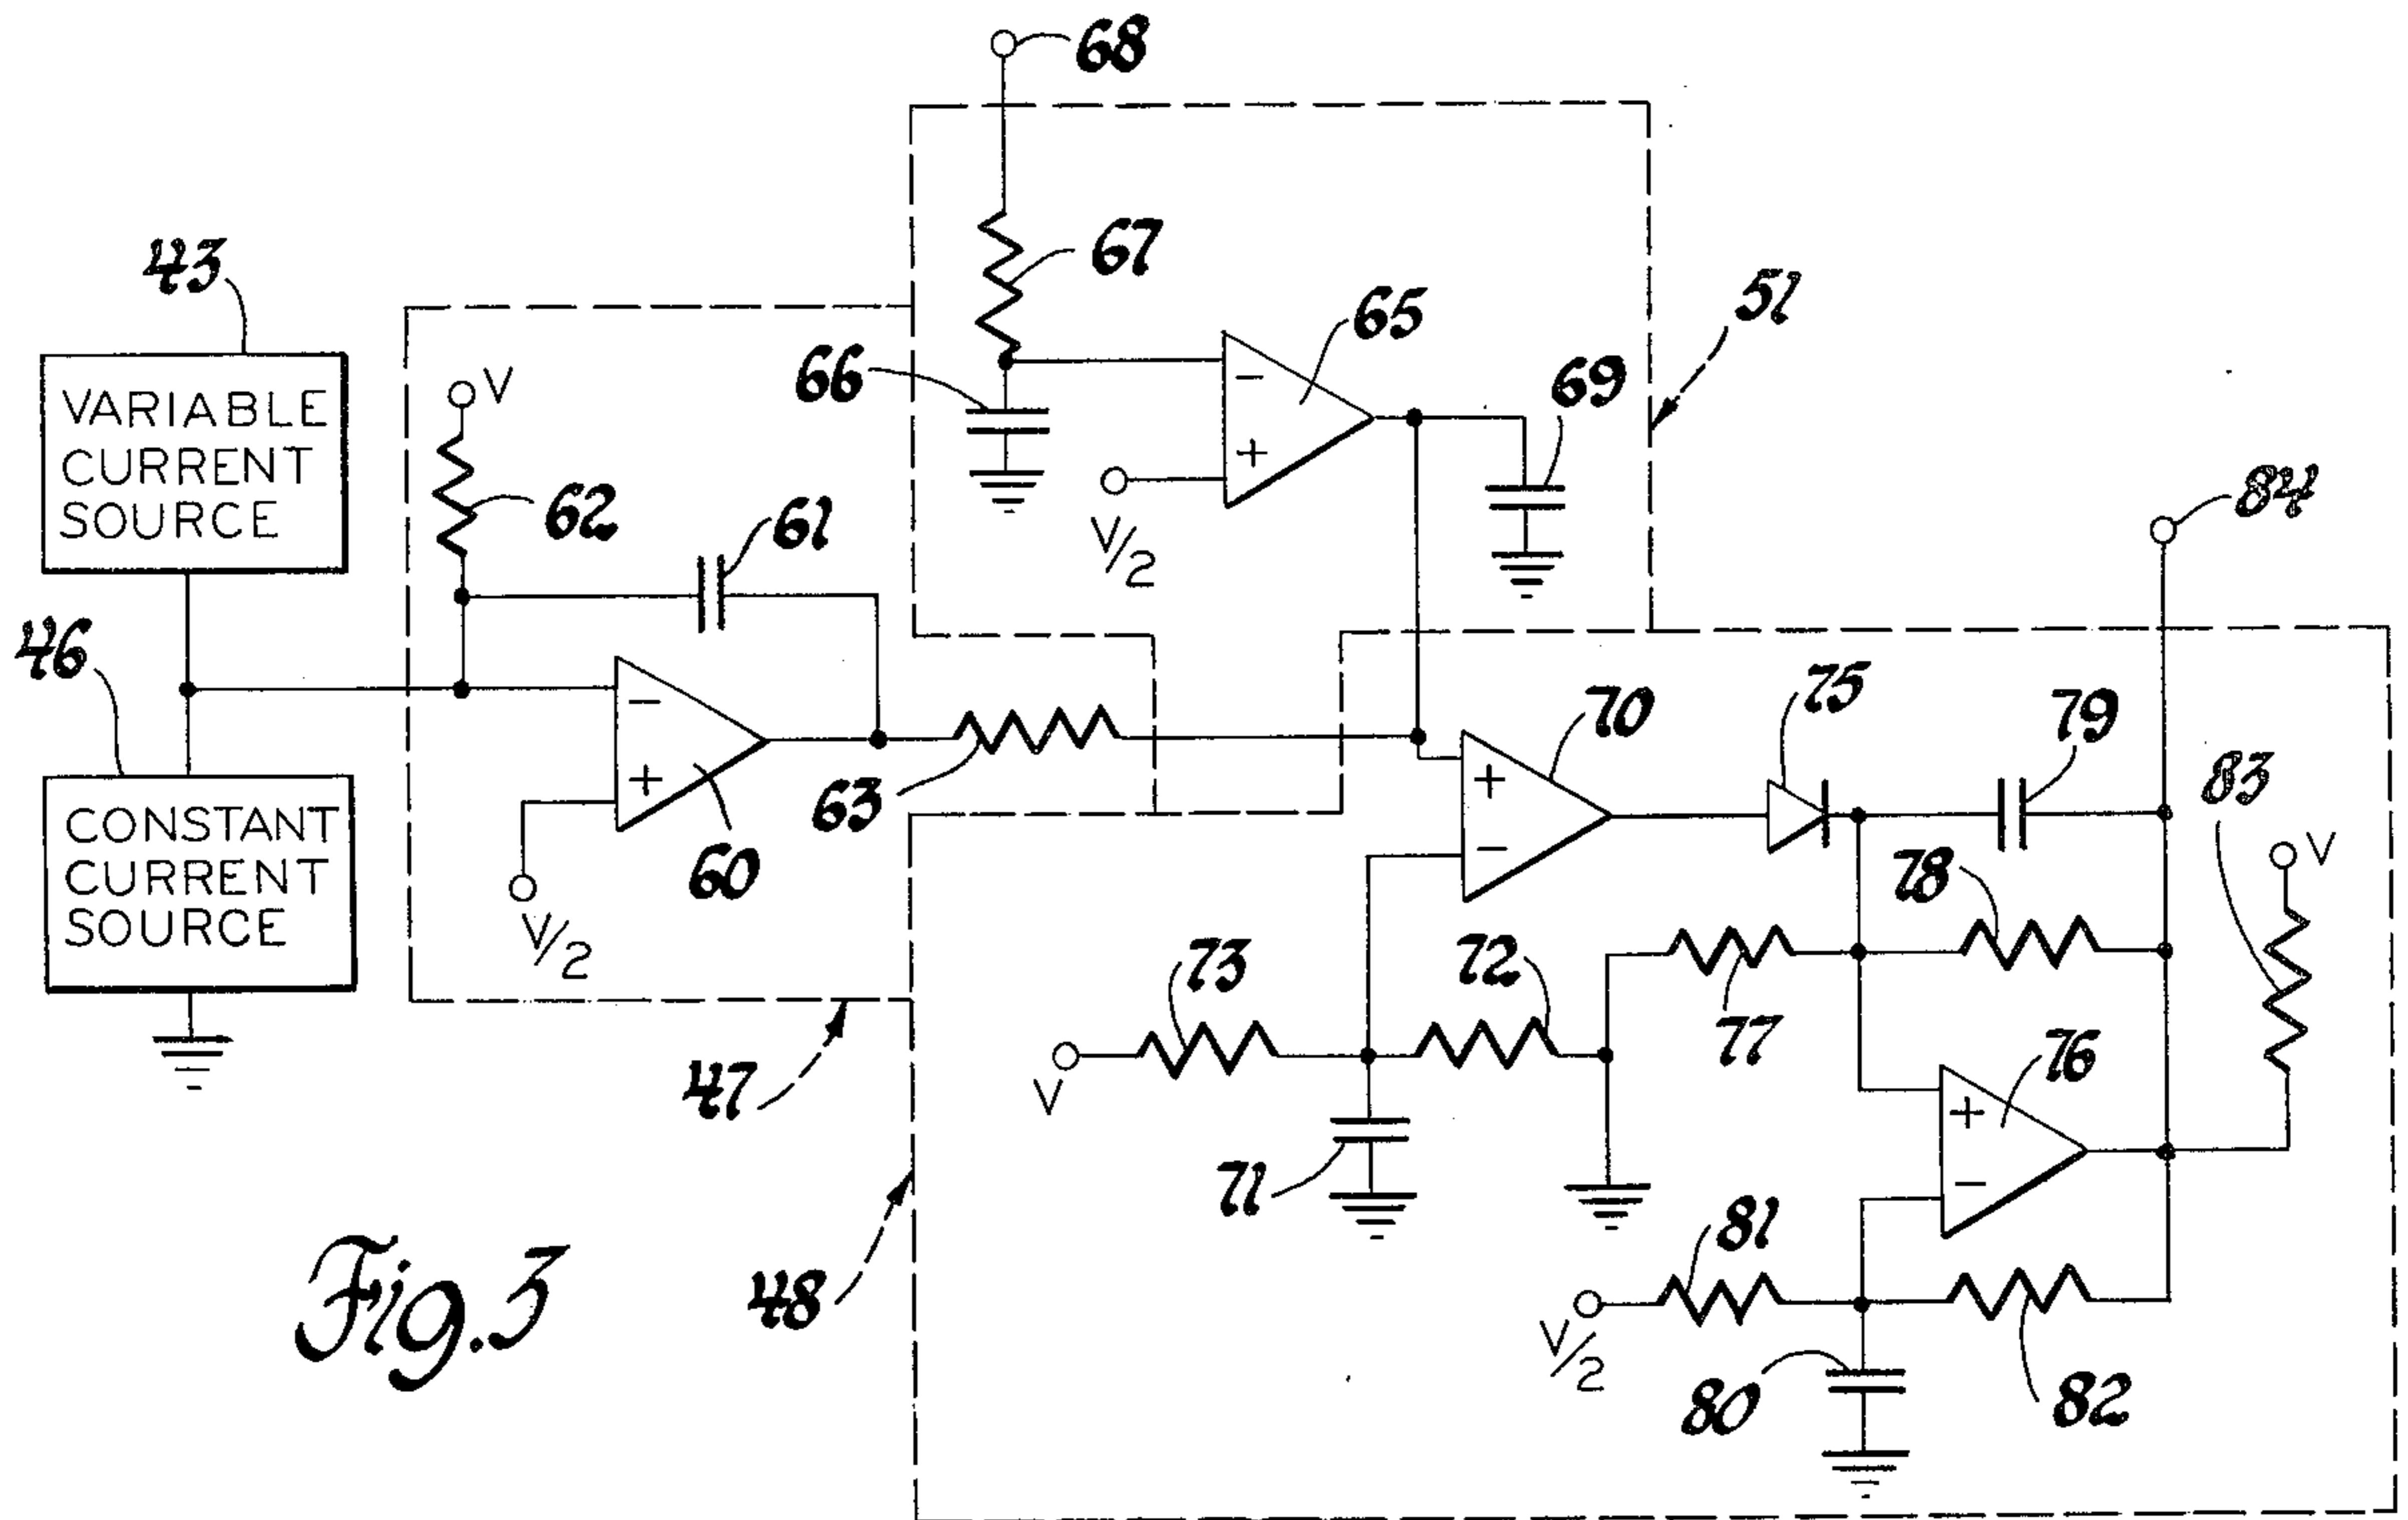 68
43
67
51
65
66
69
VARIABLE
CURRENT
SOURCE
V
62
61
V/2
84
46
75
70
79
63
83
CONSTANT
CURRENT
SOURCE
60
V
V/2
78
73
72
77
76
47
V
71
81
48
V/2
80
82
Fig.3